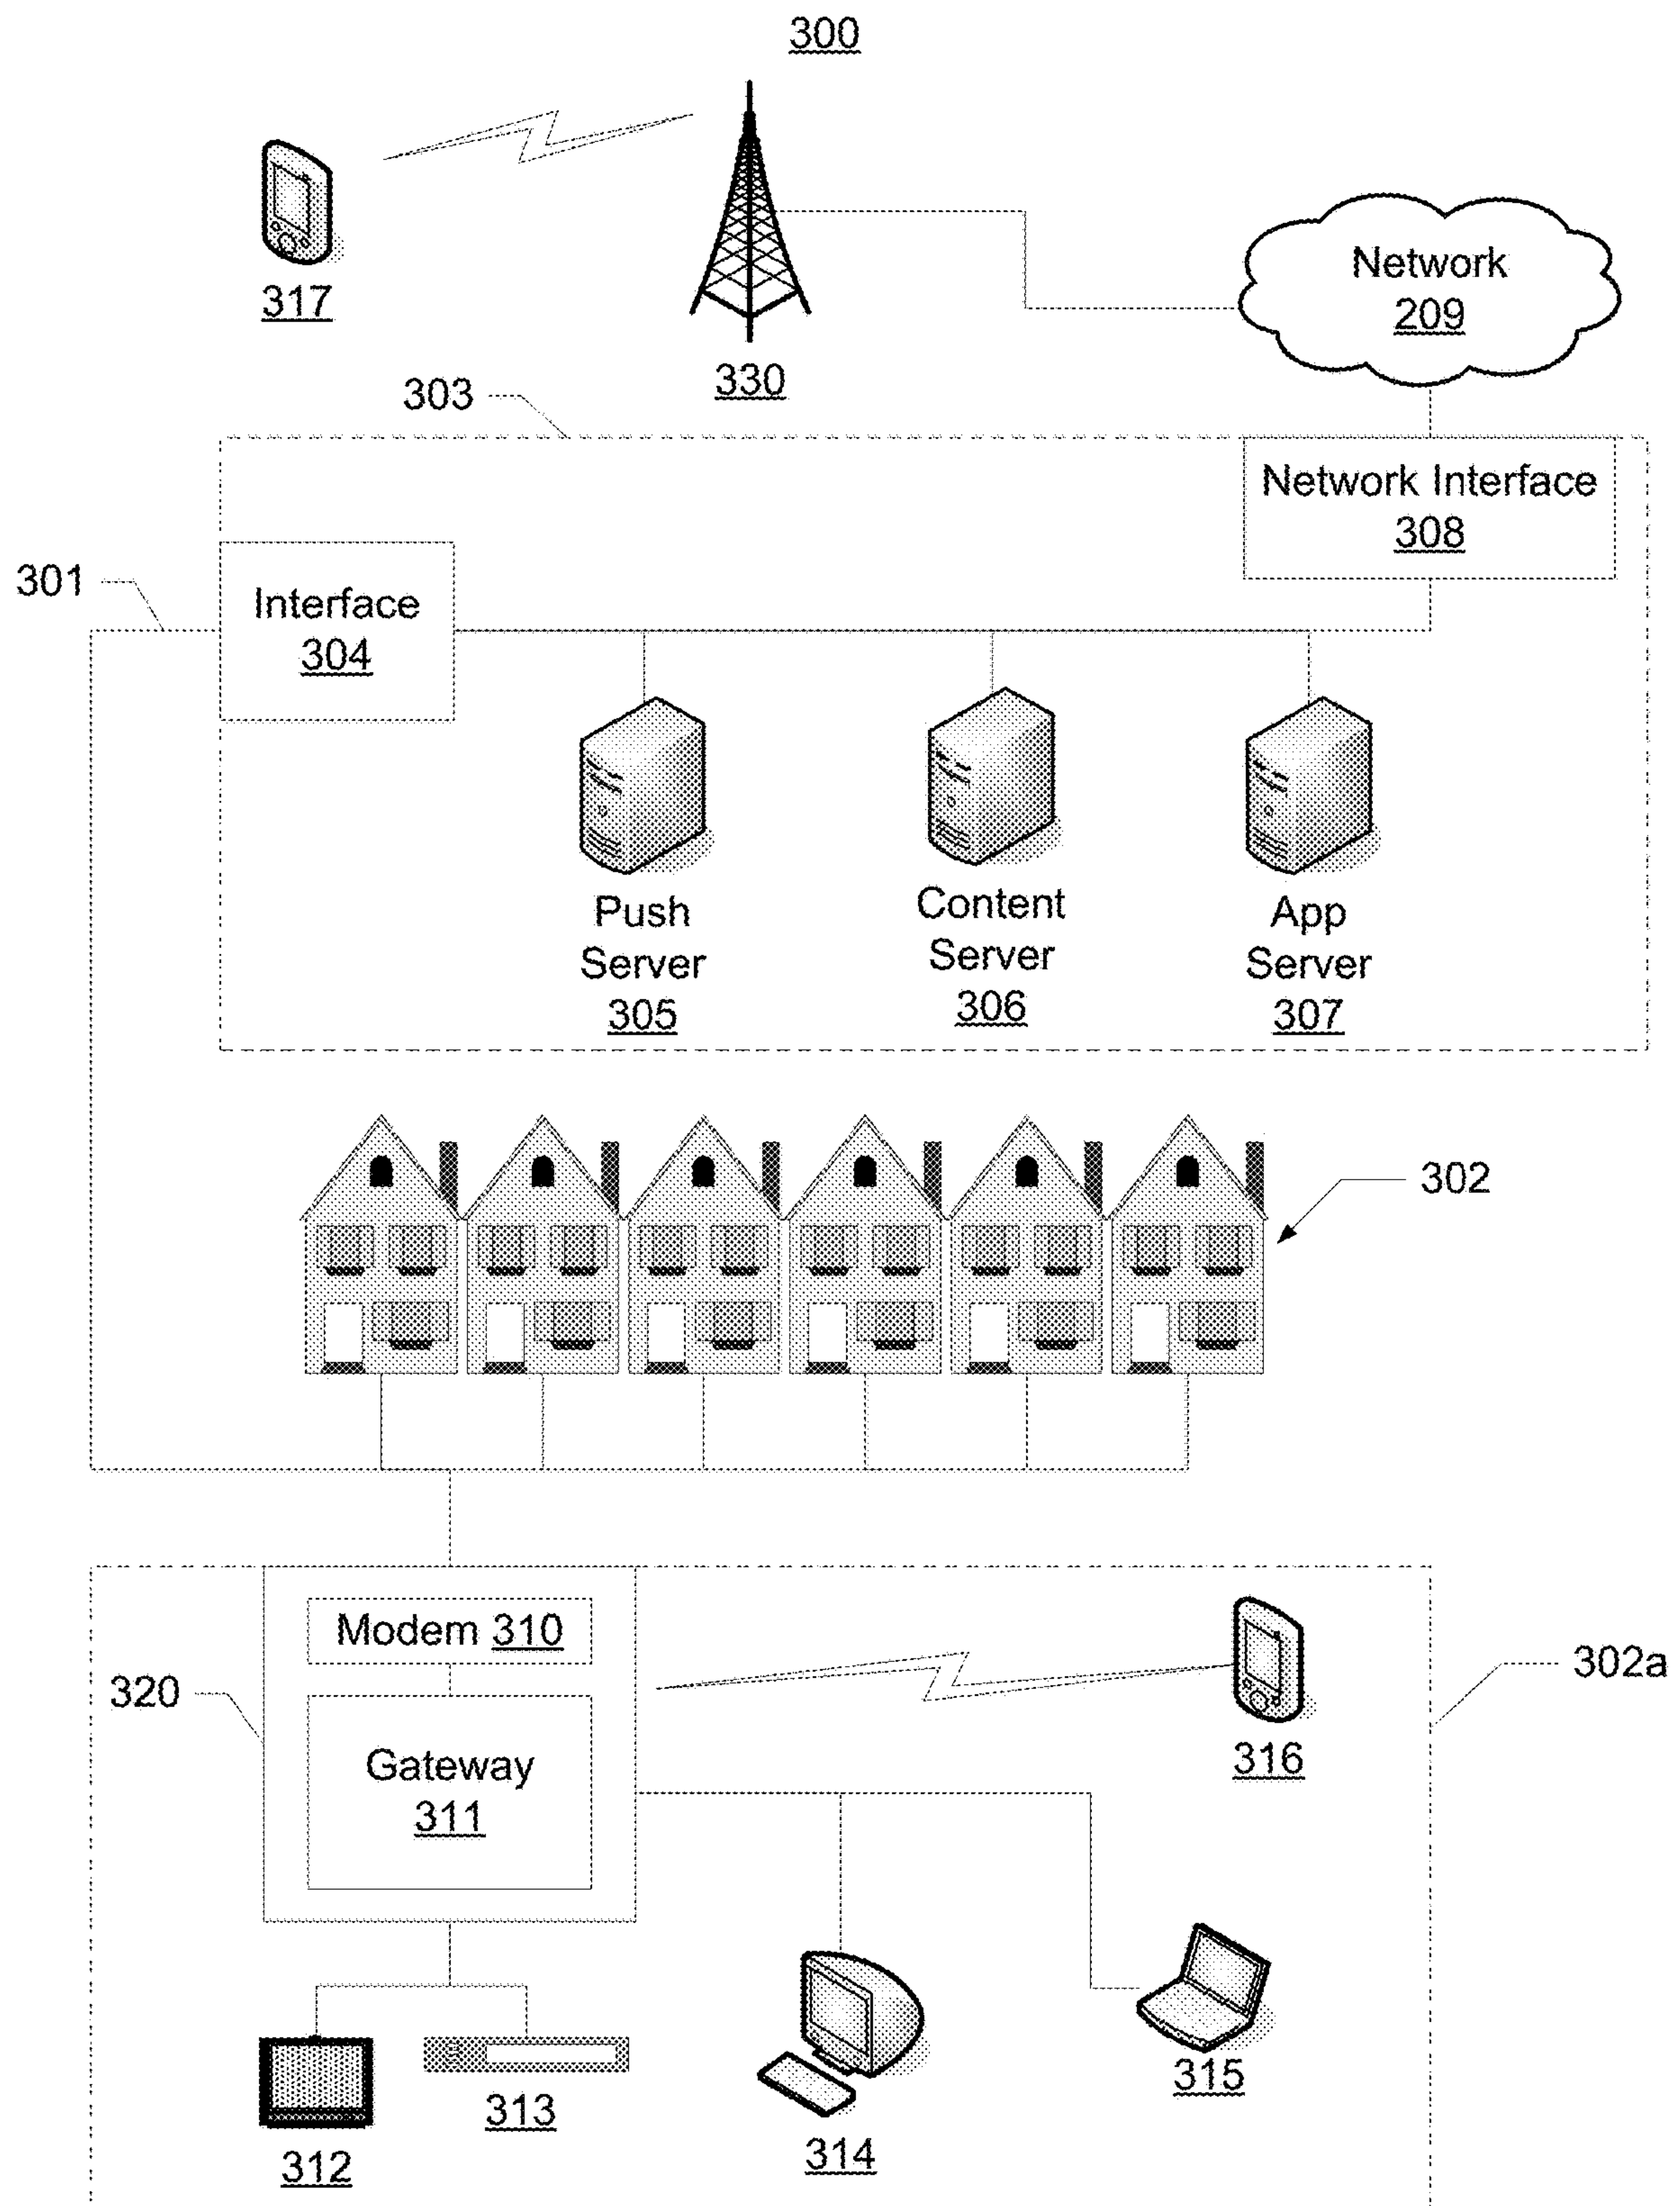 300
317
330
Network
209
303
Network Interface
308
301
Interface
304
Push
Server
305
Content
Server
306
App
Server
307
302
Modem 310
302a
320
316
Gateway
311
315
313
314
312